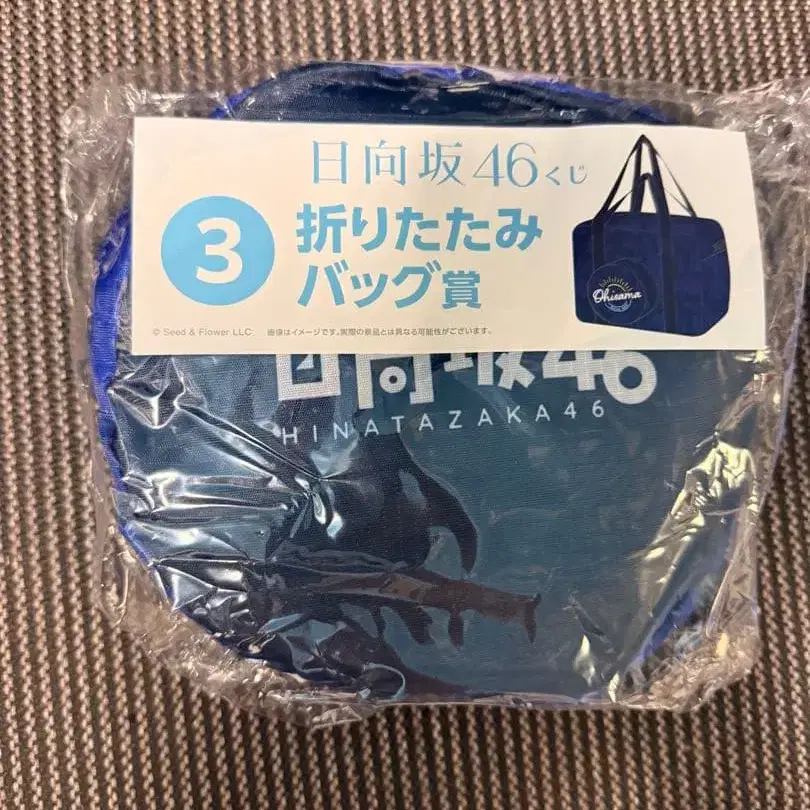 日向坂46くじ
3
折りたたみ
バッグ賞
Ohisama
© Seed & Flower LLC 画像はイメージです。実際の景品とは異なる可能性がございます。
日向坂46
HINATAZAKA46